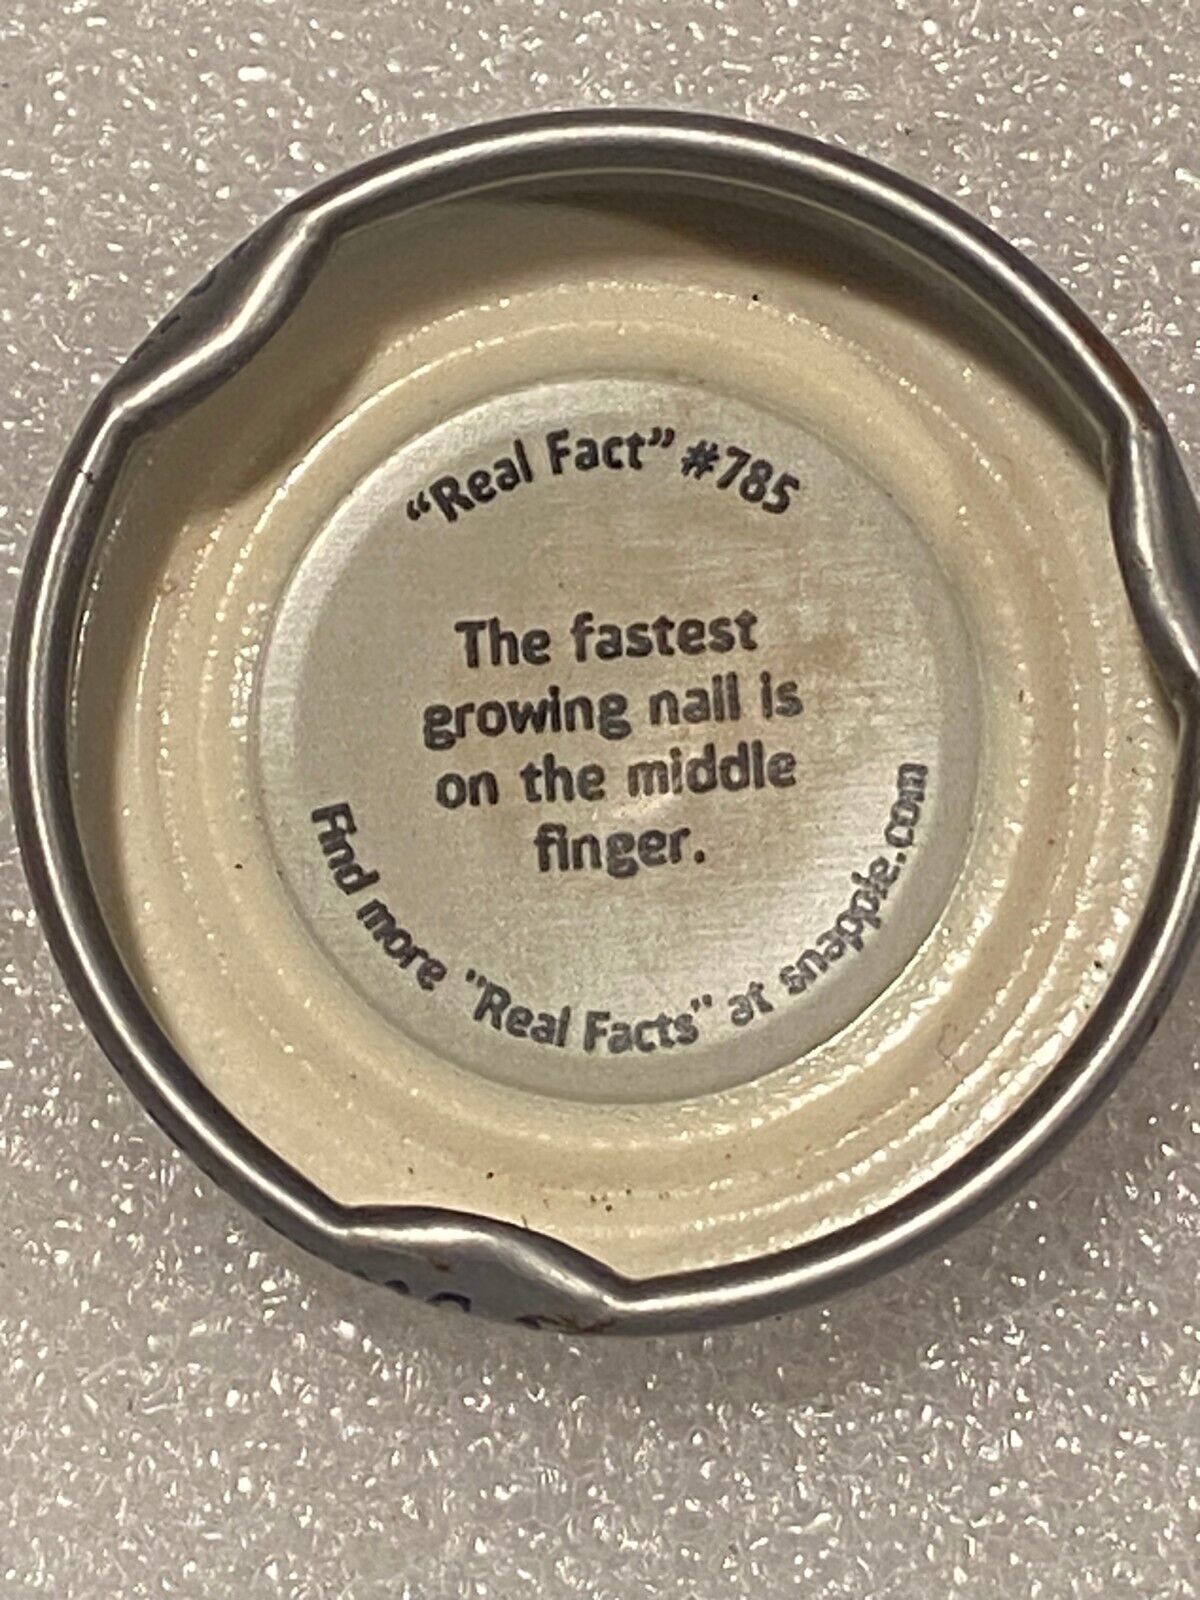 “Real Fact” #785
The fastest
growing nail is
on the middle
finger.
Find more "Real Facts" at snapple.com